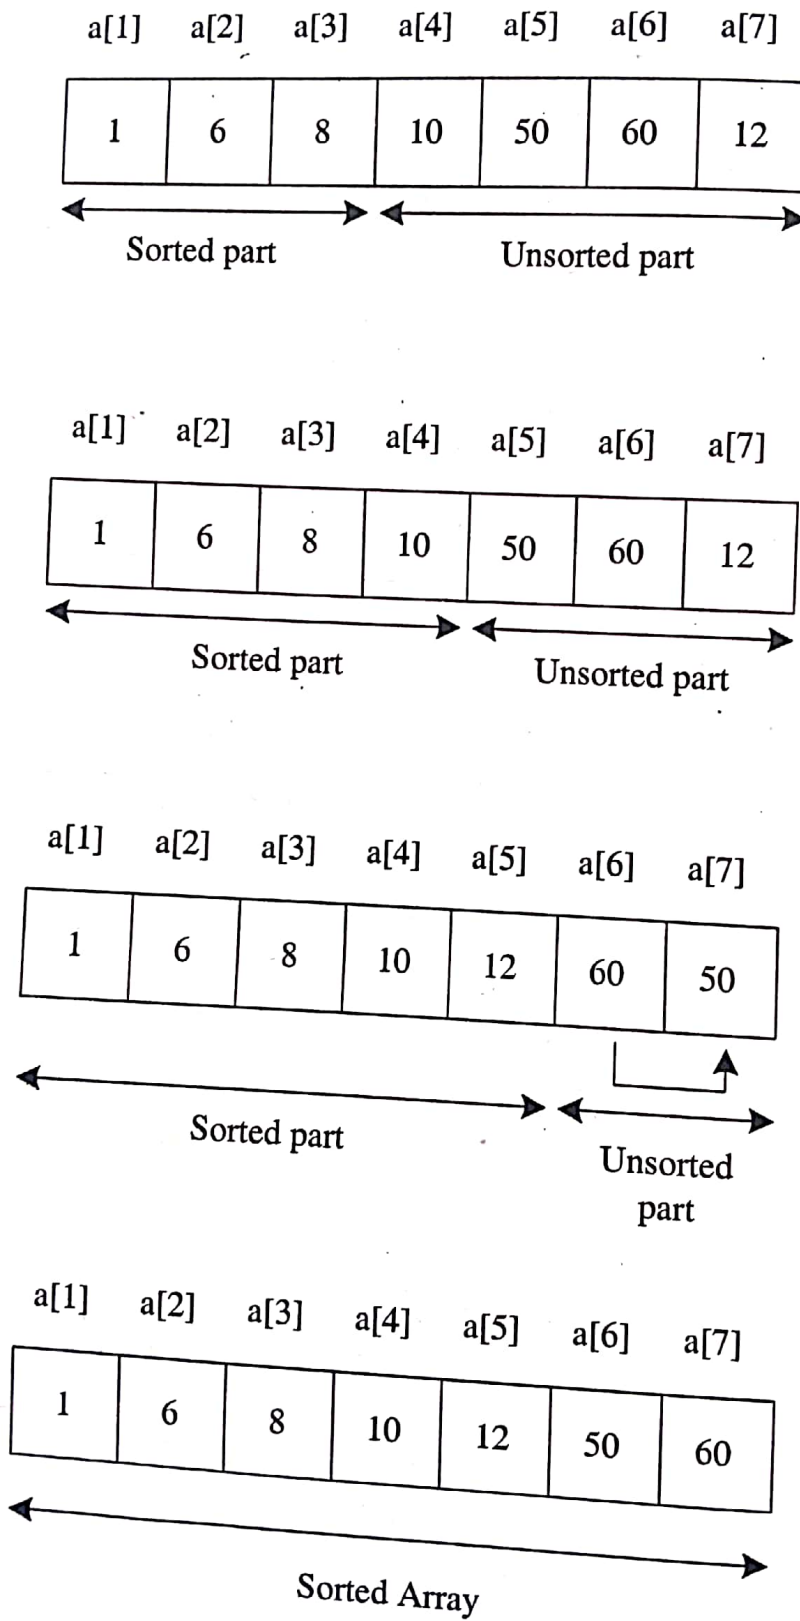 a[1] a[2] a[3] a[4] a[5] a[6] a[7]
1 6 8 10 50 60 12
Sorted part Unsorted part
a[1] a[2] a[3] a[4] a[5] a[6] a[7]
1 6 8 10 50 60 12
Sorted part Unsorted part
a[1] a[2] a[3] a[4] a[5] a[6] a[7]
1 6 8 10 12 60 50
Sorted part Unsorted
part
a[1] a[2] a[3] a[4] a[5] a[6] a[7]
1 6 8 10 12 50 60
Sorted Array